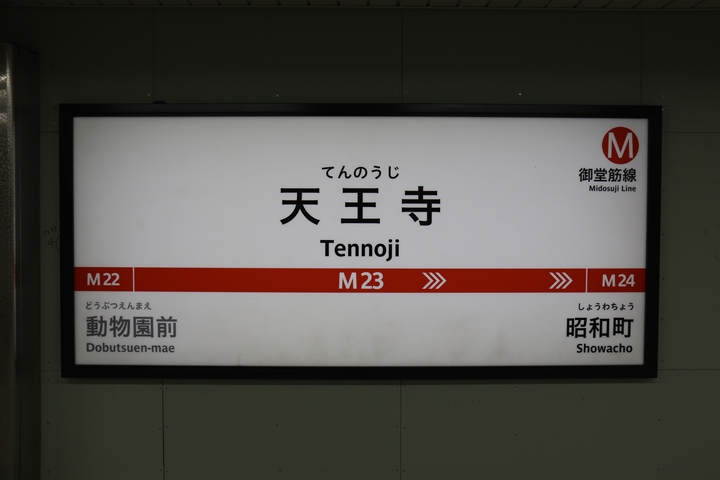 M
御堂筋線
Midosuji Line
てんのうじ
天王寺
Tennoji
M22 M23 M24
どうぶつえんまえ
動物園前
Dobutsuen-mae
しょうわちょう
昭和町
Showacho